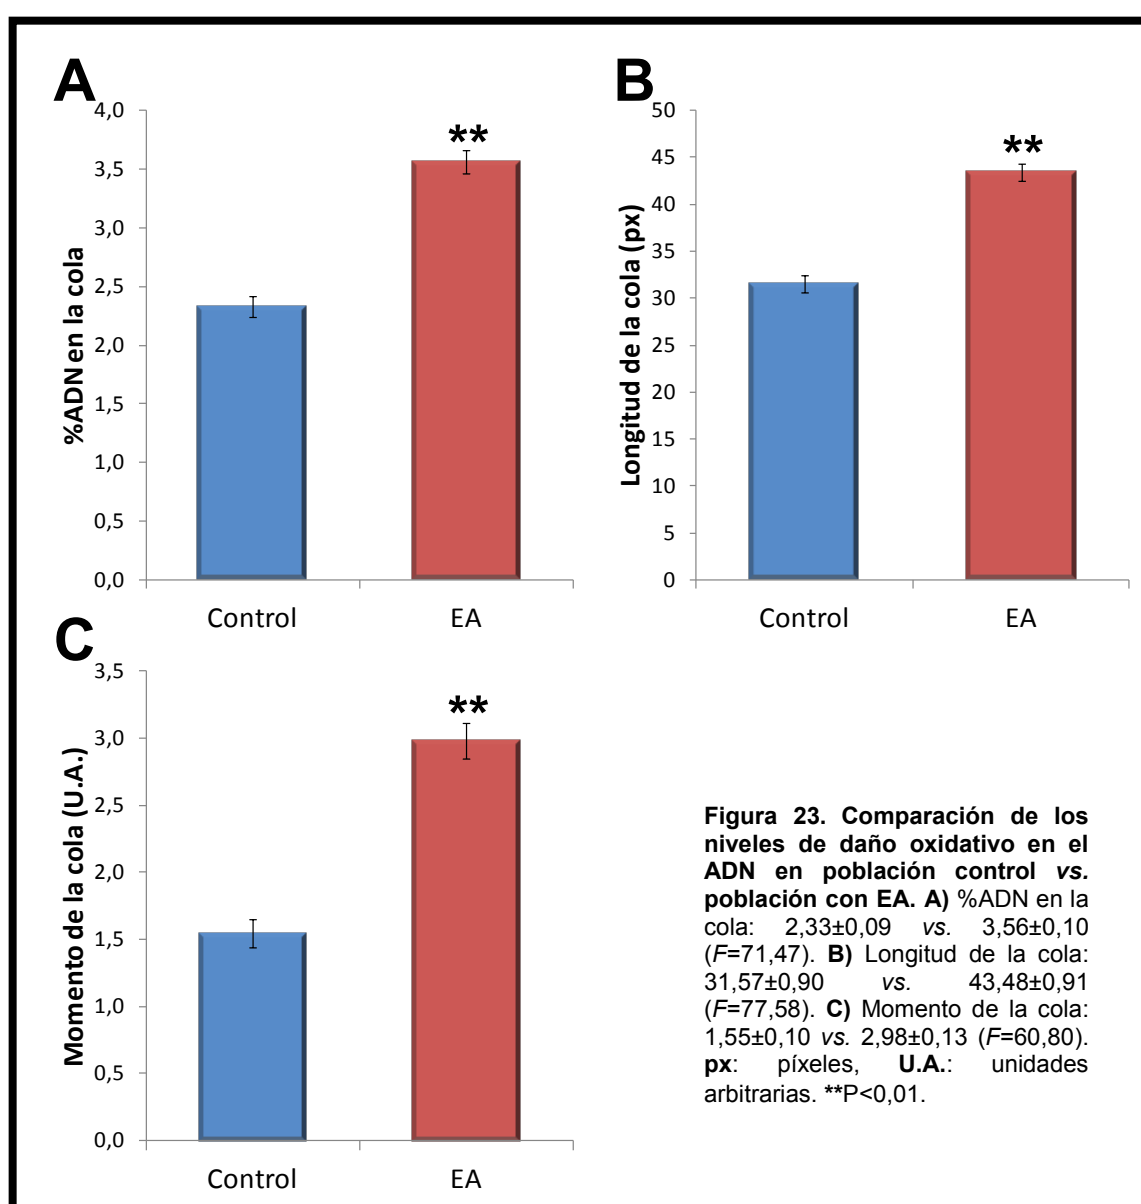 A
4,0
3,5
3,0
2,5
2,0
1,5
1,0
0,5
0,0
%ADN en la cola
**
Control
EA
B
50
45
40
35
30
25
20
15
10
5
0
Longitud de la cola (px)
**
Control
EA
C
3,5
3,0
2,5
2,0
1,5
1,0
0,5
0,0
Momento de la cola (U.A.)
**
Control
EA
Figura 23. Comparación de los
niveles de daño oxidativo en el
ADN en población control vs.
población con EA. A) %ADN en la
cola: 2,33±0,09 vs. 3,56±0,10
(F=71,47). B) Longitud de la cola:
31,57±0,90 vs. 43,48±0,91
(F=77,58). C) Momento de la cola:
1,55±0,10 vs. 2,98±0,13 (F=60,80).
px: píxeles, U.A.: unidades
arbitrarias. **P<0,01.